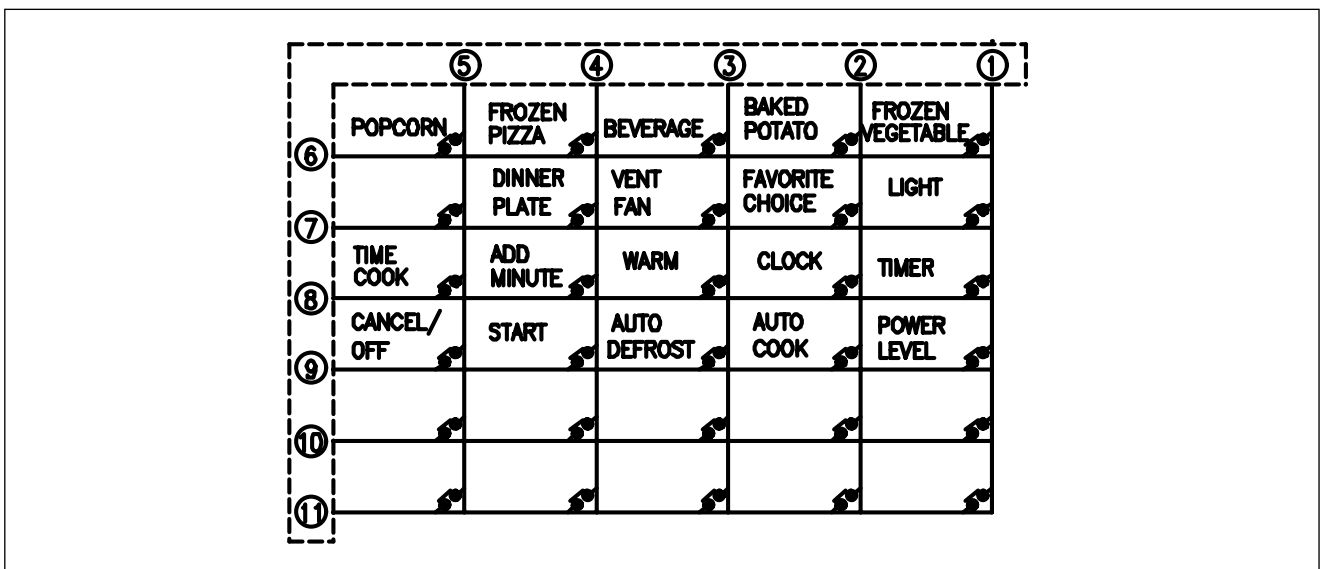 5 4 3 2 1
POPCORN FROZEN BEVERAGE BAKED FROZEN
PIZZA POTATO VEGETABLE
6
DINNER VENT FAVORITE LIGHT
PLATE FAN CHOICE
7
TIME ADD WARM CLOCK TIMER
COOK MINUTE
8
CANCEL/ START AUTO AUTO POWER
OFF DEFROST COOK LEVEL
9
10
11